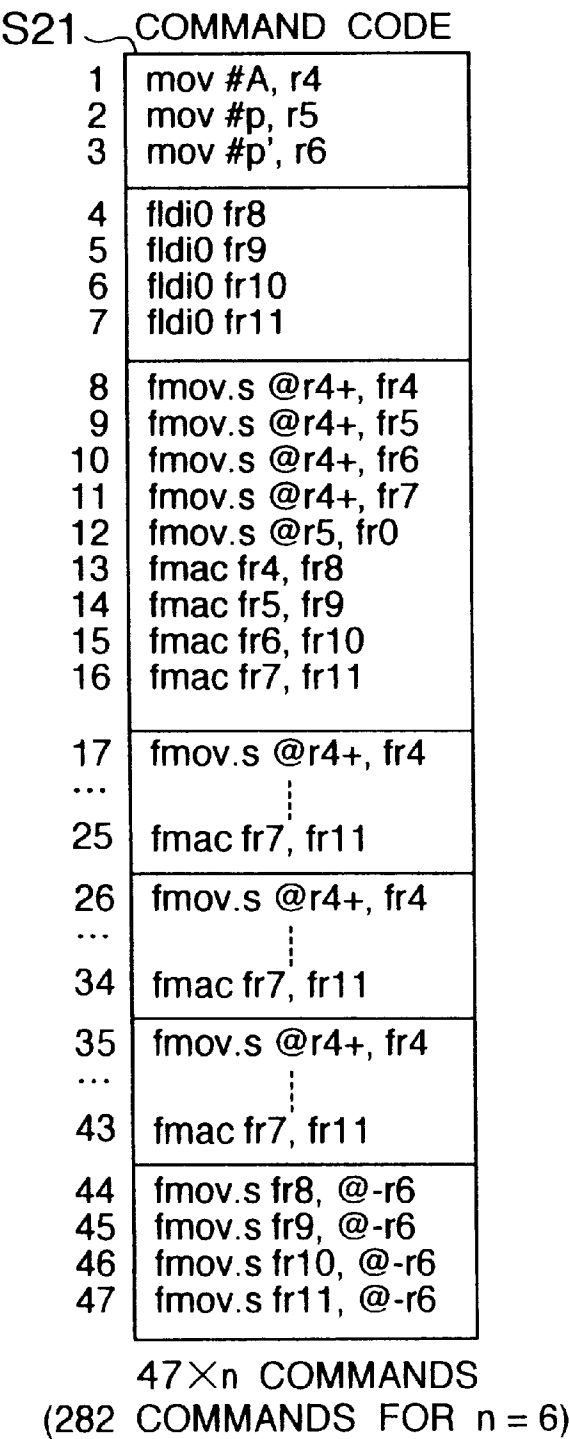 S21 COMMAND CODE
1 mov #A, r4
2 mov #p, r5
3 mov #p', r6
4 fldi0 fr8
5 fldi0 fr9
6 fldi0 fr10
7 fldi0 fr11
8 fmov.s @r4+, fr4
9 fmov.s @r4+, fr5
10 fmov.s @r4+, fr6
11 fmov.s @r4+, fr7
12 fmov.s @r5, fr0
13 fmac fr4, fr8
14 fmac fr5, fr9
15 fmac fr6, fr10
16 fmac fr7, fr11
17 fmov.s @r4+, fr4
...
25 fmac fr7, fr11
26 fmov.s @r4+, fr4
...
34 fmac fr7, fr11
35 fmov.s @r4+, fr4
...
43 fmac fr7, fr11
44 fmov.s fr8, @-r6
45 fmov.s fr9, @-r6
46 fmov.s fr10, @-r6
47 fmov.s fr11, @-r6
47×n COMMANDS
(282 COMMANDS FOR n = 6)